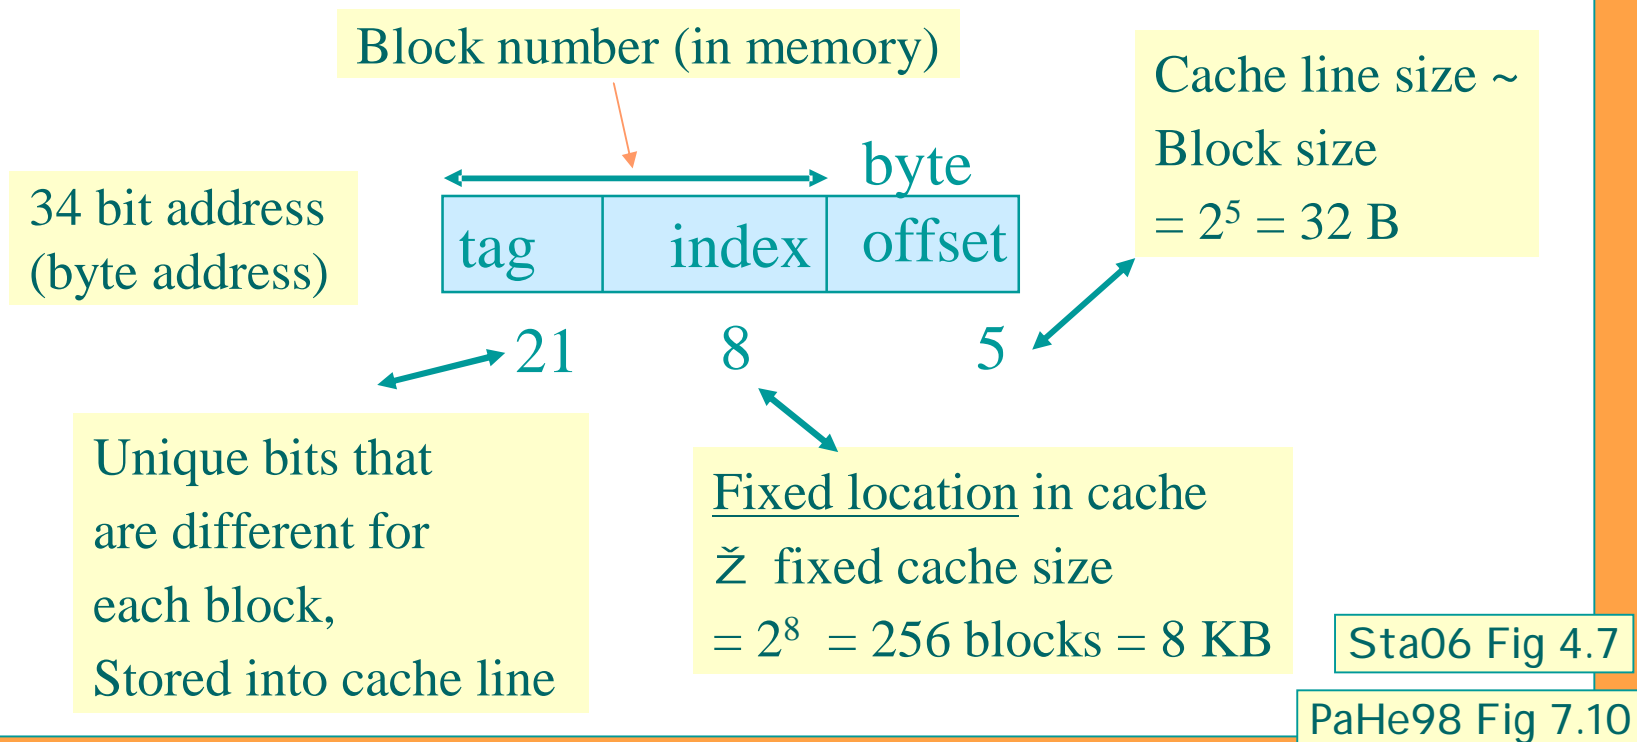 Block number (in memory)
Cache line size ~
Block size
= 2⁵ = 32 B
34 bit address
(byte address)
byte
tag
index
offset
21
8
5
Unique bits that
are different for
each block,
Stored into cache line
Fixed location in cache
Ž fixed cache size
= 2⁸ = 256 blocks = 8 KB
Sta06 Fig 4.7
PaHe98 Fig 7.10